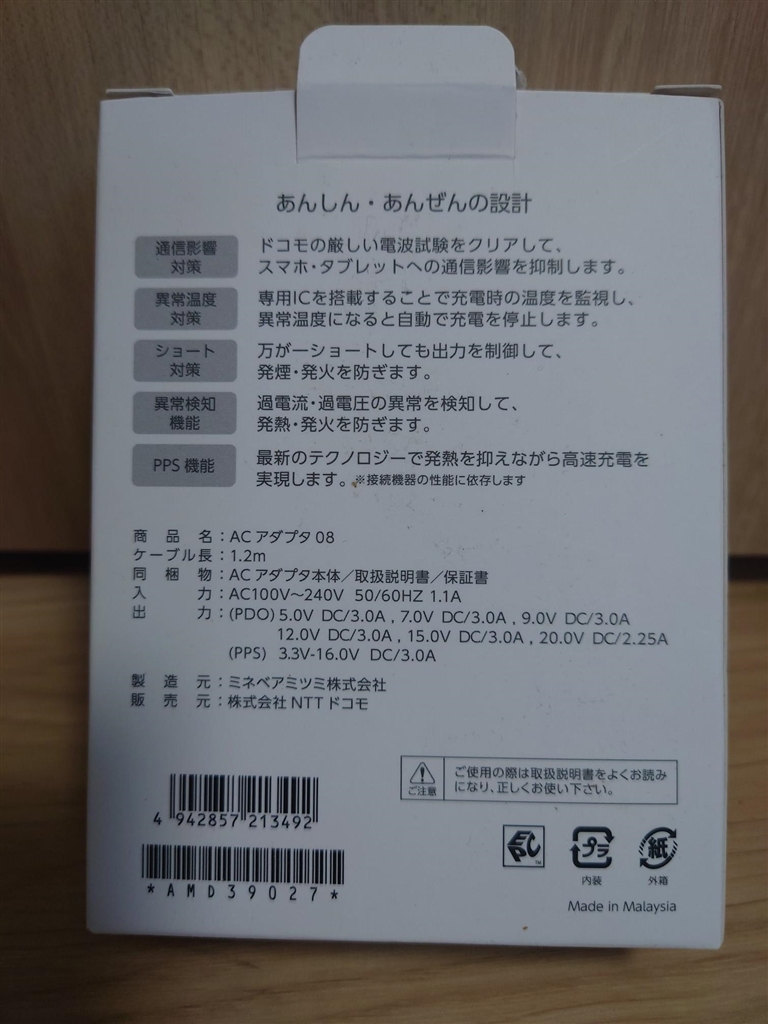 あんしん・あんぜんの設計
通信影響
対策
ドコモの厳しい電波試験をクリアして、
スマホ・タブレットへの通信影響を抑制します。
異常温度
対策
専用ICを搭載することで充電時の温度を監視し、
異常温度になると自動で充電を停止します。
ショート
対策
万が一ショートしても出力を制御して、
発煙・発火を防ぎます。
異常検知
機能
過電流・過電圧の異常を検知して、
発熱・発火を防ぎます。
PPS 機能
最新のテクノロジーで発熱を抑えながら高速充電を
実現します。※接続機器の性能に依存します
商品名：AC アダプタ 08
ケーブル長：1.2m
同梱物：AC アダプタ本体／取扱説明書／保証書
入力：AC100V～240V 50/60HZ 1.1A
出力：(PDO) 5.0V DC/3.0A , 7.0V DC/3.0A , 9.0V DC/3.0A
12.0V DC/3.0A , 15.0V DC/3.0A , 20.0V DC/2.25A
(PPS) 3.3V-16.0V DC/3.0A
製造元：ミネベアミツミ株式会社
販売元：株式会社 NTT ドコモ
ご注意
ご使用の際は取扱説明書をよくお読み
になり、正しくお使い下さい。
4 942857 213492
*AMD39027*
EPC TM
プラ
内装
紙
外箱
Made in Malaysia